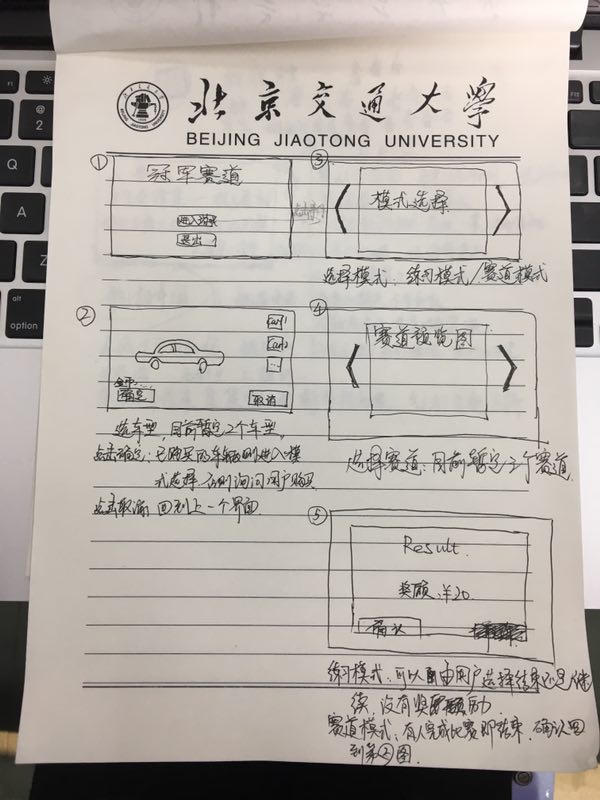 北京交通大学
BEIJING JIAOTONG UNIVERSITY
①
冠军赛道
进入游戏
退出
②
car1
car2
...
金币:...
确定
取消
选车型,目前暂定2个车型,
点击确定:已购买的车辆则进入模
式选择,否则询问用户购买
点击取消,回到上一个界面
③
模式选择
选择模式:练习模式/赛道模式
④
赛道预览图
选择赛道:目前暂定2个赛道.
⑤
Result.
奖励:¥20.
确认
练习模式:可以自由用户选择结束还是继
续,没有奖励
赛道模式:有人完成比赛即结束,确认回
到第②图.
Q
A
2
@
alt
option